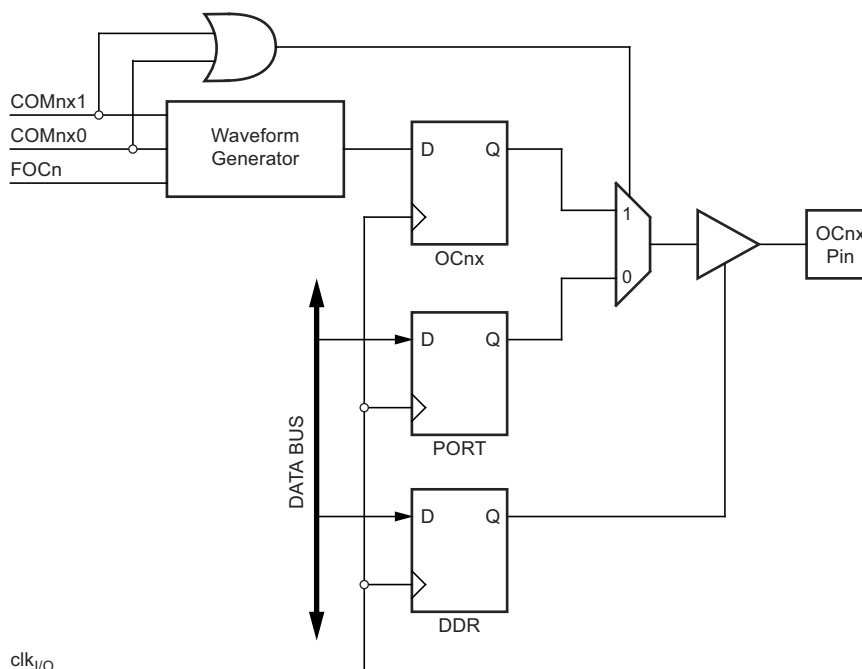 COMnx1
COMnx0
FOCn
Waveform
Generator
D
Q
OCnx
1
0
OCnx
Pin
D
Q
PORT
DATA BUS
D
Q
DDR
clkI/O